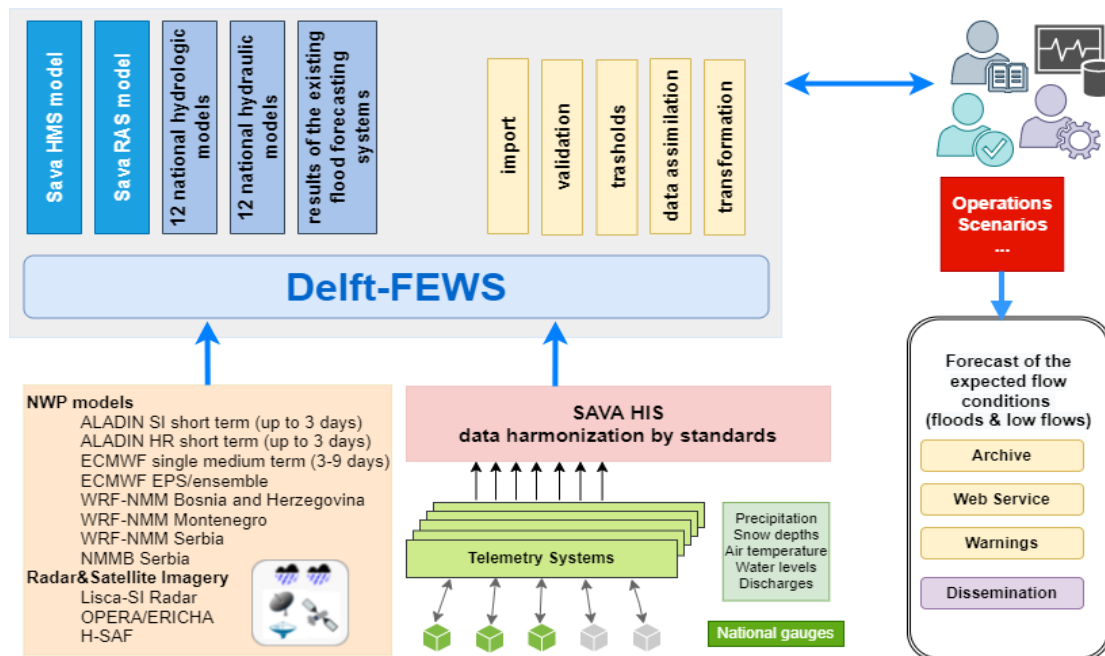 Sava HMS model
Sava RAS model
12 national hydrologic
models
12 national hydraulic
models
results of the existing
flood forecasting
systems
import
validation
trasholds
data assimilation
transformation
Delft-FEWS
Operations
Scenarios
...
NWP models
ALADIN SI short term (up to 3 days)
ALADIN HR short term (up to 3 days)
ECMWF single medium term (3-9 days)
ECMWF EPS/ensemble
WRF-NMM Bosnia and Herzegovina
WRF-NMM Montenegro
WRF-NMM Serbia
NMMB Serbia
Radar&Satellite Imagery
Lisca-SI Radar
OPERA/ERICHA
H-SAF
SAVA HIS
data harmonization by standards
Telemetry Systems
Precipitation
Snow depths
Air temperature
Water levels
Discharges
National gauges
Forecast of the
expected flow
conditions
(floods & low flows)
Archive
Web Service
Warnings
Dissemination